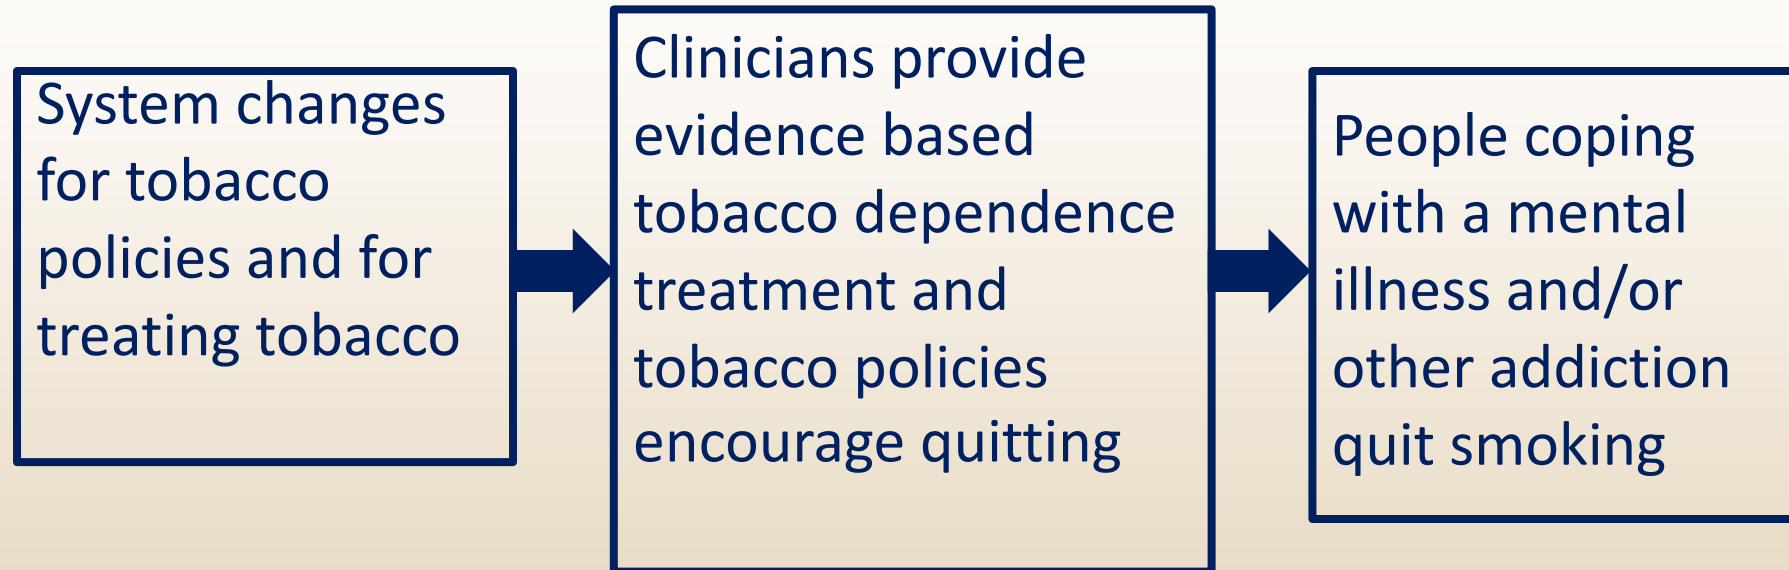 System changes
for tobacco
policies and for
treating tobacco
Clinicians provide
evidence based
tobacco dependence
treatment and
tobacco policies
encourage quitting
People coping
with a mental
illness and/or
other addiction
quit smoking